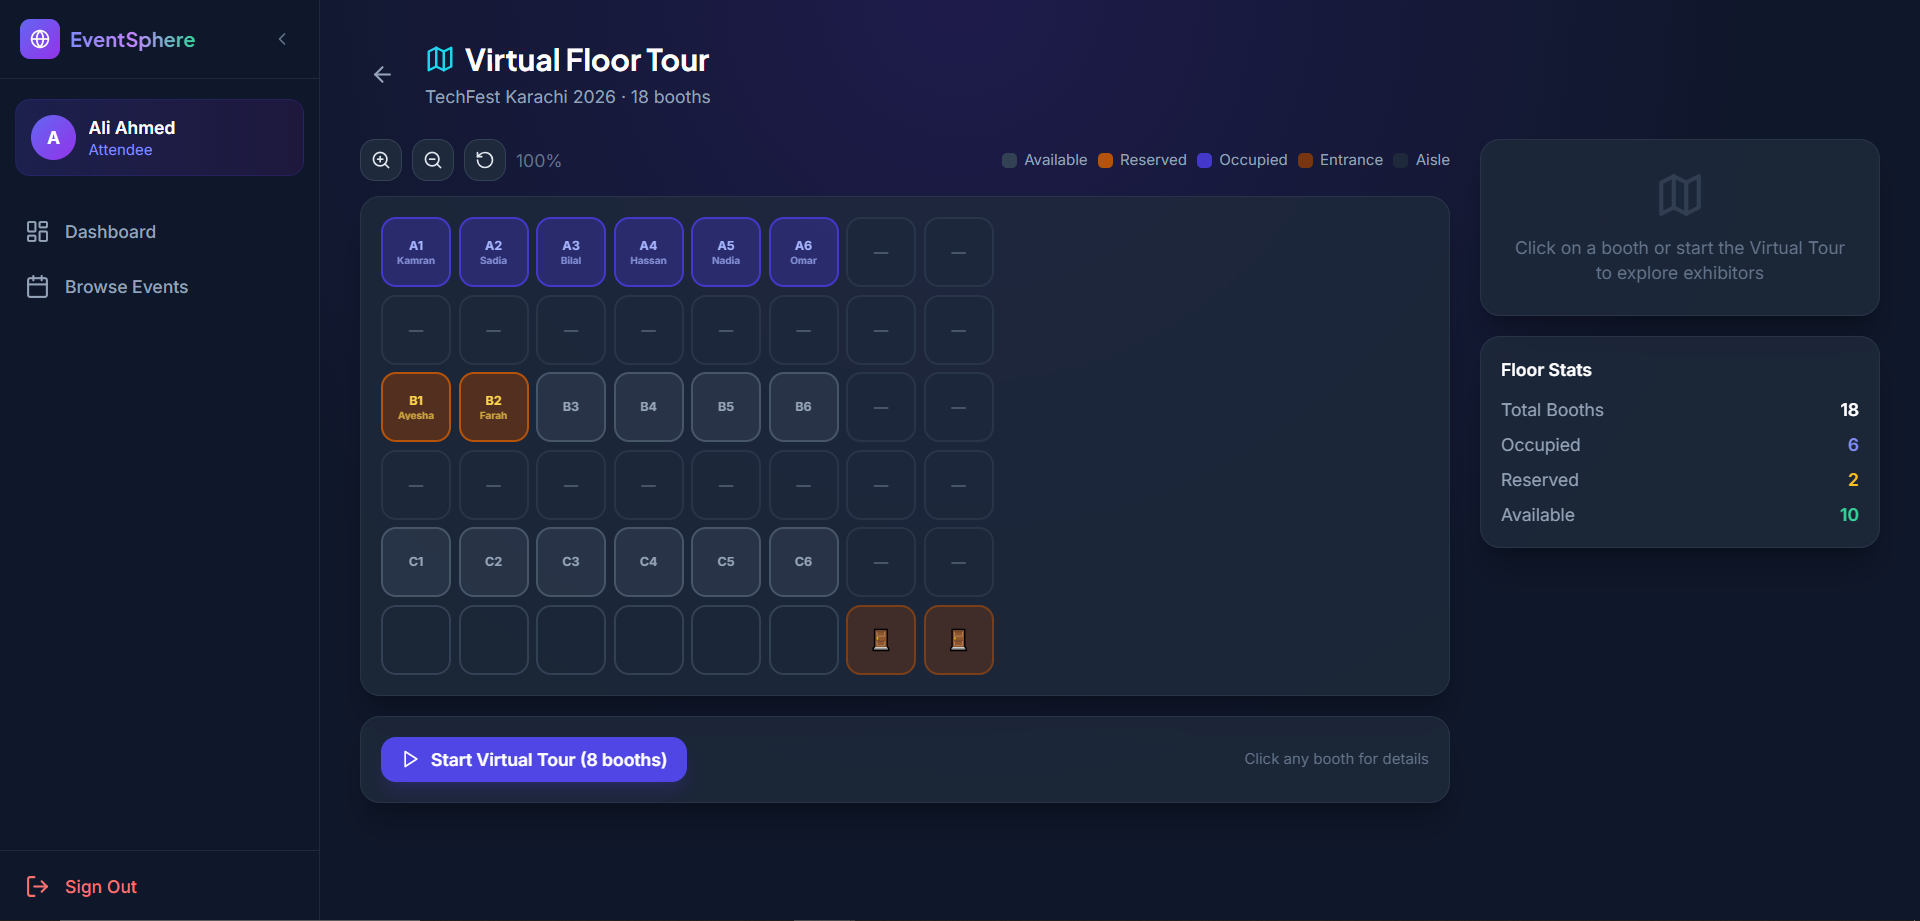 EventSphere
A
Ali Ahmed
Attendee
Dashboard
Browse Events
Sign Out
Virtual Floor Tour
TechFest Karachi 2026 · 18 booths
100%
Available Reserved Occupied Entrance Aisle
A1 A2 A3 A4 A5 A6 — —
Kamran Sadia Bilal Hassan Nadia Omar
— — — — — — — —
B1 B2 B3 B4 B5 B6 — —
Ayesha Farah
— — — — — — — —
C1 C2 C3 C4 C5 C6 — —
Start Virtual Tour (8 booths)
Click any booth for details
Click on a booth or start the Virtual Tour
to explore exhibitors
Floor Stats
Total Booths 18
Occupied 6
Reserved 2
Available 10